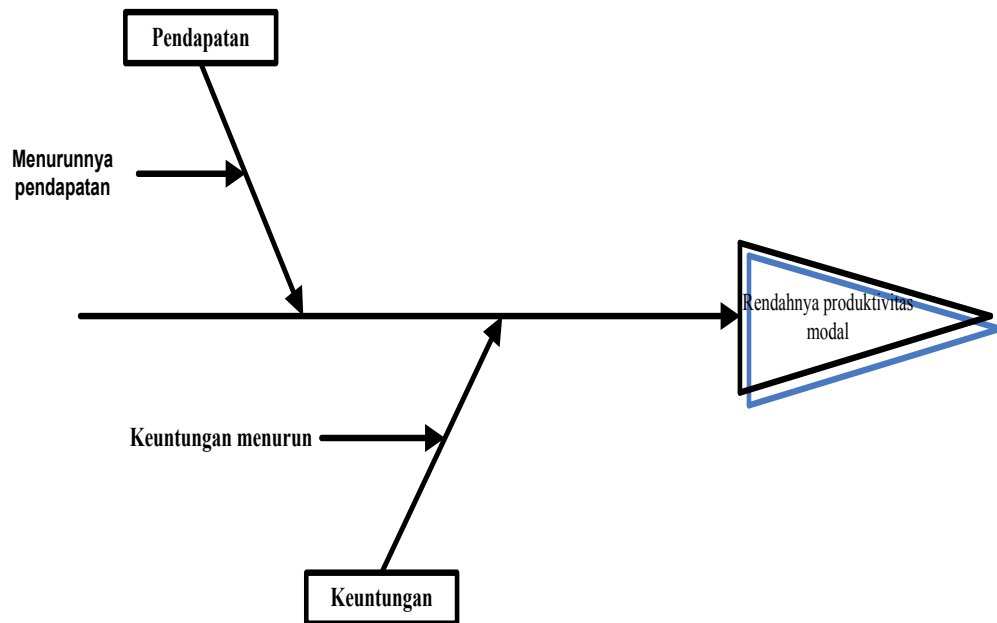 Pendapatan
Menurunnya
pendapatan
Rendahnya produktivitas
modal
Keuntungan menurun
Keuntungan